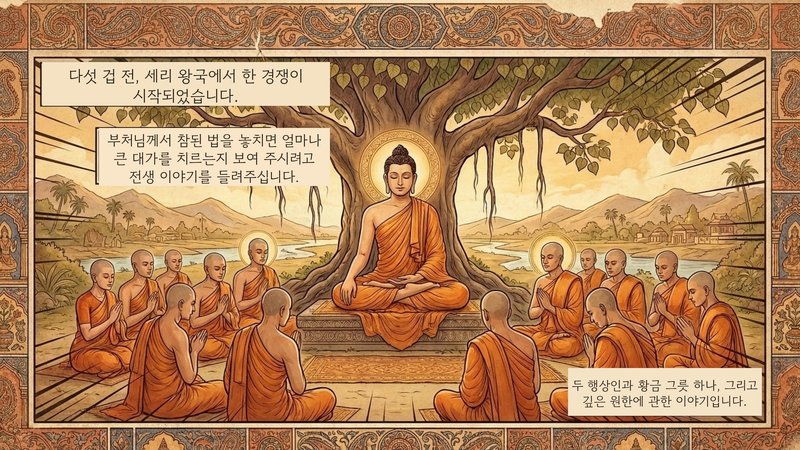 다섯 겁 전, 세리 왕국에서 한 경쟁이
시작되었습니다.
부처님께서 참된 법을 놓치면 얼마나
큰 대가를 치르는지 보여 주시려고
전생 이야기를 들려주십니다.
두 행상인과 황금 그릇 하나, 그리고
깊은 원한에 관한 이야기입니다.